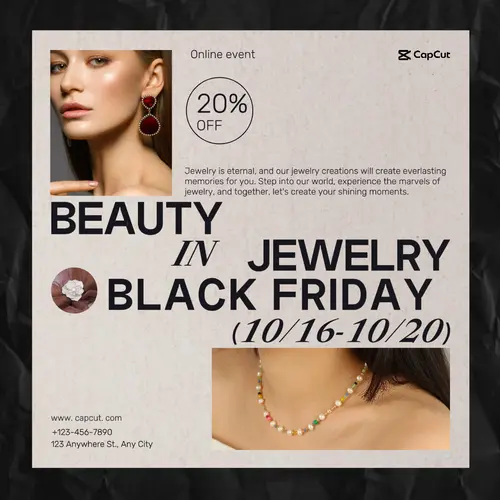 Online event
CapCut
20%
OFF
Jewelry is eternal, and our jewelry creations will create everlasting
memories for you. Step into our world, experience the marvels of
jewelry, and together, let's create your shining moments.
BEAUTY
IN JEWELRY
BLACK FRIDAY
(10/16-10/20)
www. capcut. com
+123-456-7890
123 Anywhere St., Any City